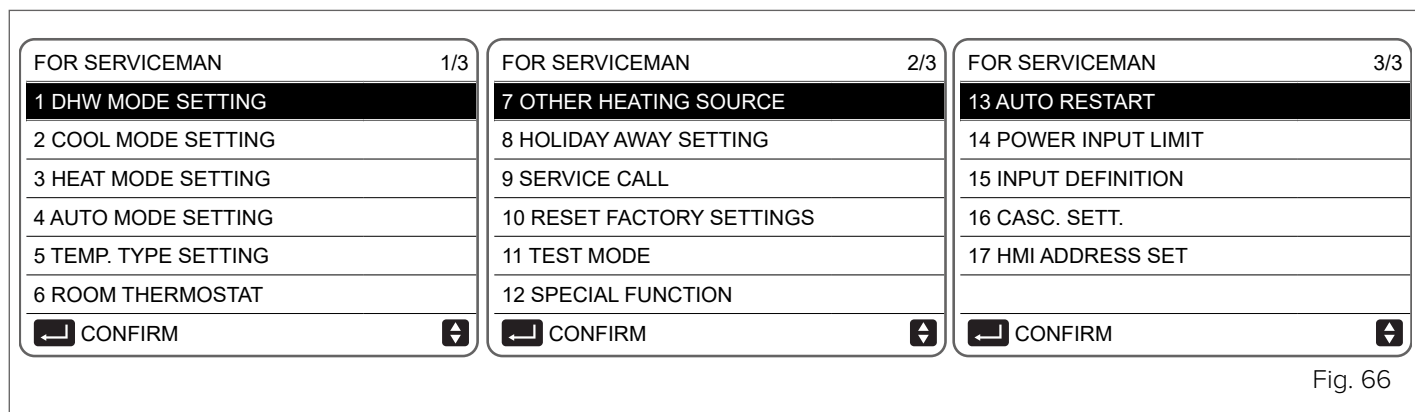 FOR SERVICEMAN 1/3
1 DHW MODE SETTING
2 COOL MODE SETTING
3 HEAT MODE SETTING
4 AUTO MODE SETTING
5 TEMP. TYPE SETTING
6 ROOM THERMOSTAT
CONFIRM
FOR SERVICEMAN 2/3
7 OTHER HEATING SOURCE
8 HOLIDAY AWAY SETTING
9 SERVICE CALL
10 RESET FACTORY SETTINGS
11 TEST MODE
12 SPECIAL FUNCTION
CONFIRM
FOR SERVICEMAN 3/3
13 AUTO RESTART
14 POWER INPUT LIMIT
15 INPUT DEFINITION
16 CASC. SETT.
17 HMI ADDRESS SET
CONFIRM
Fig. 66